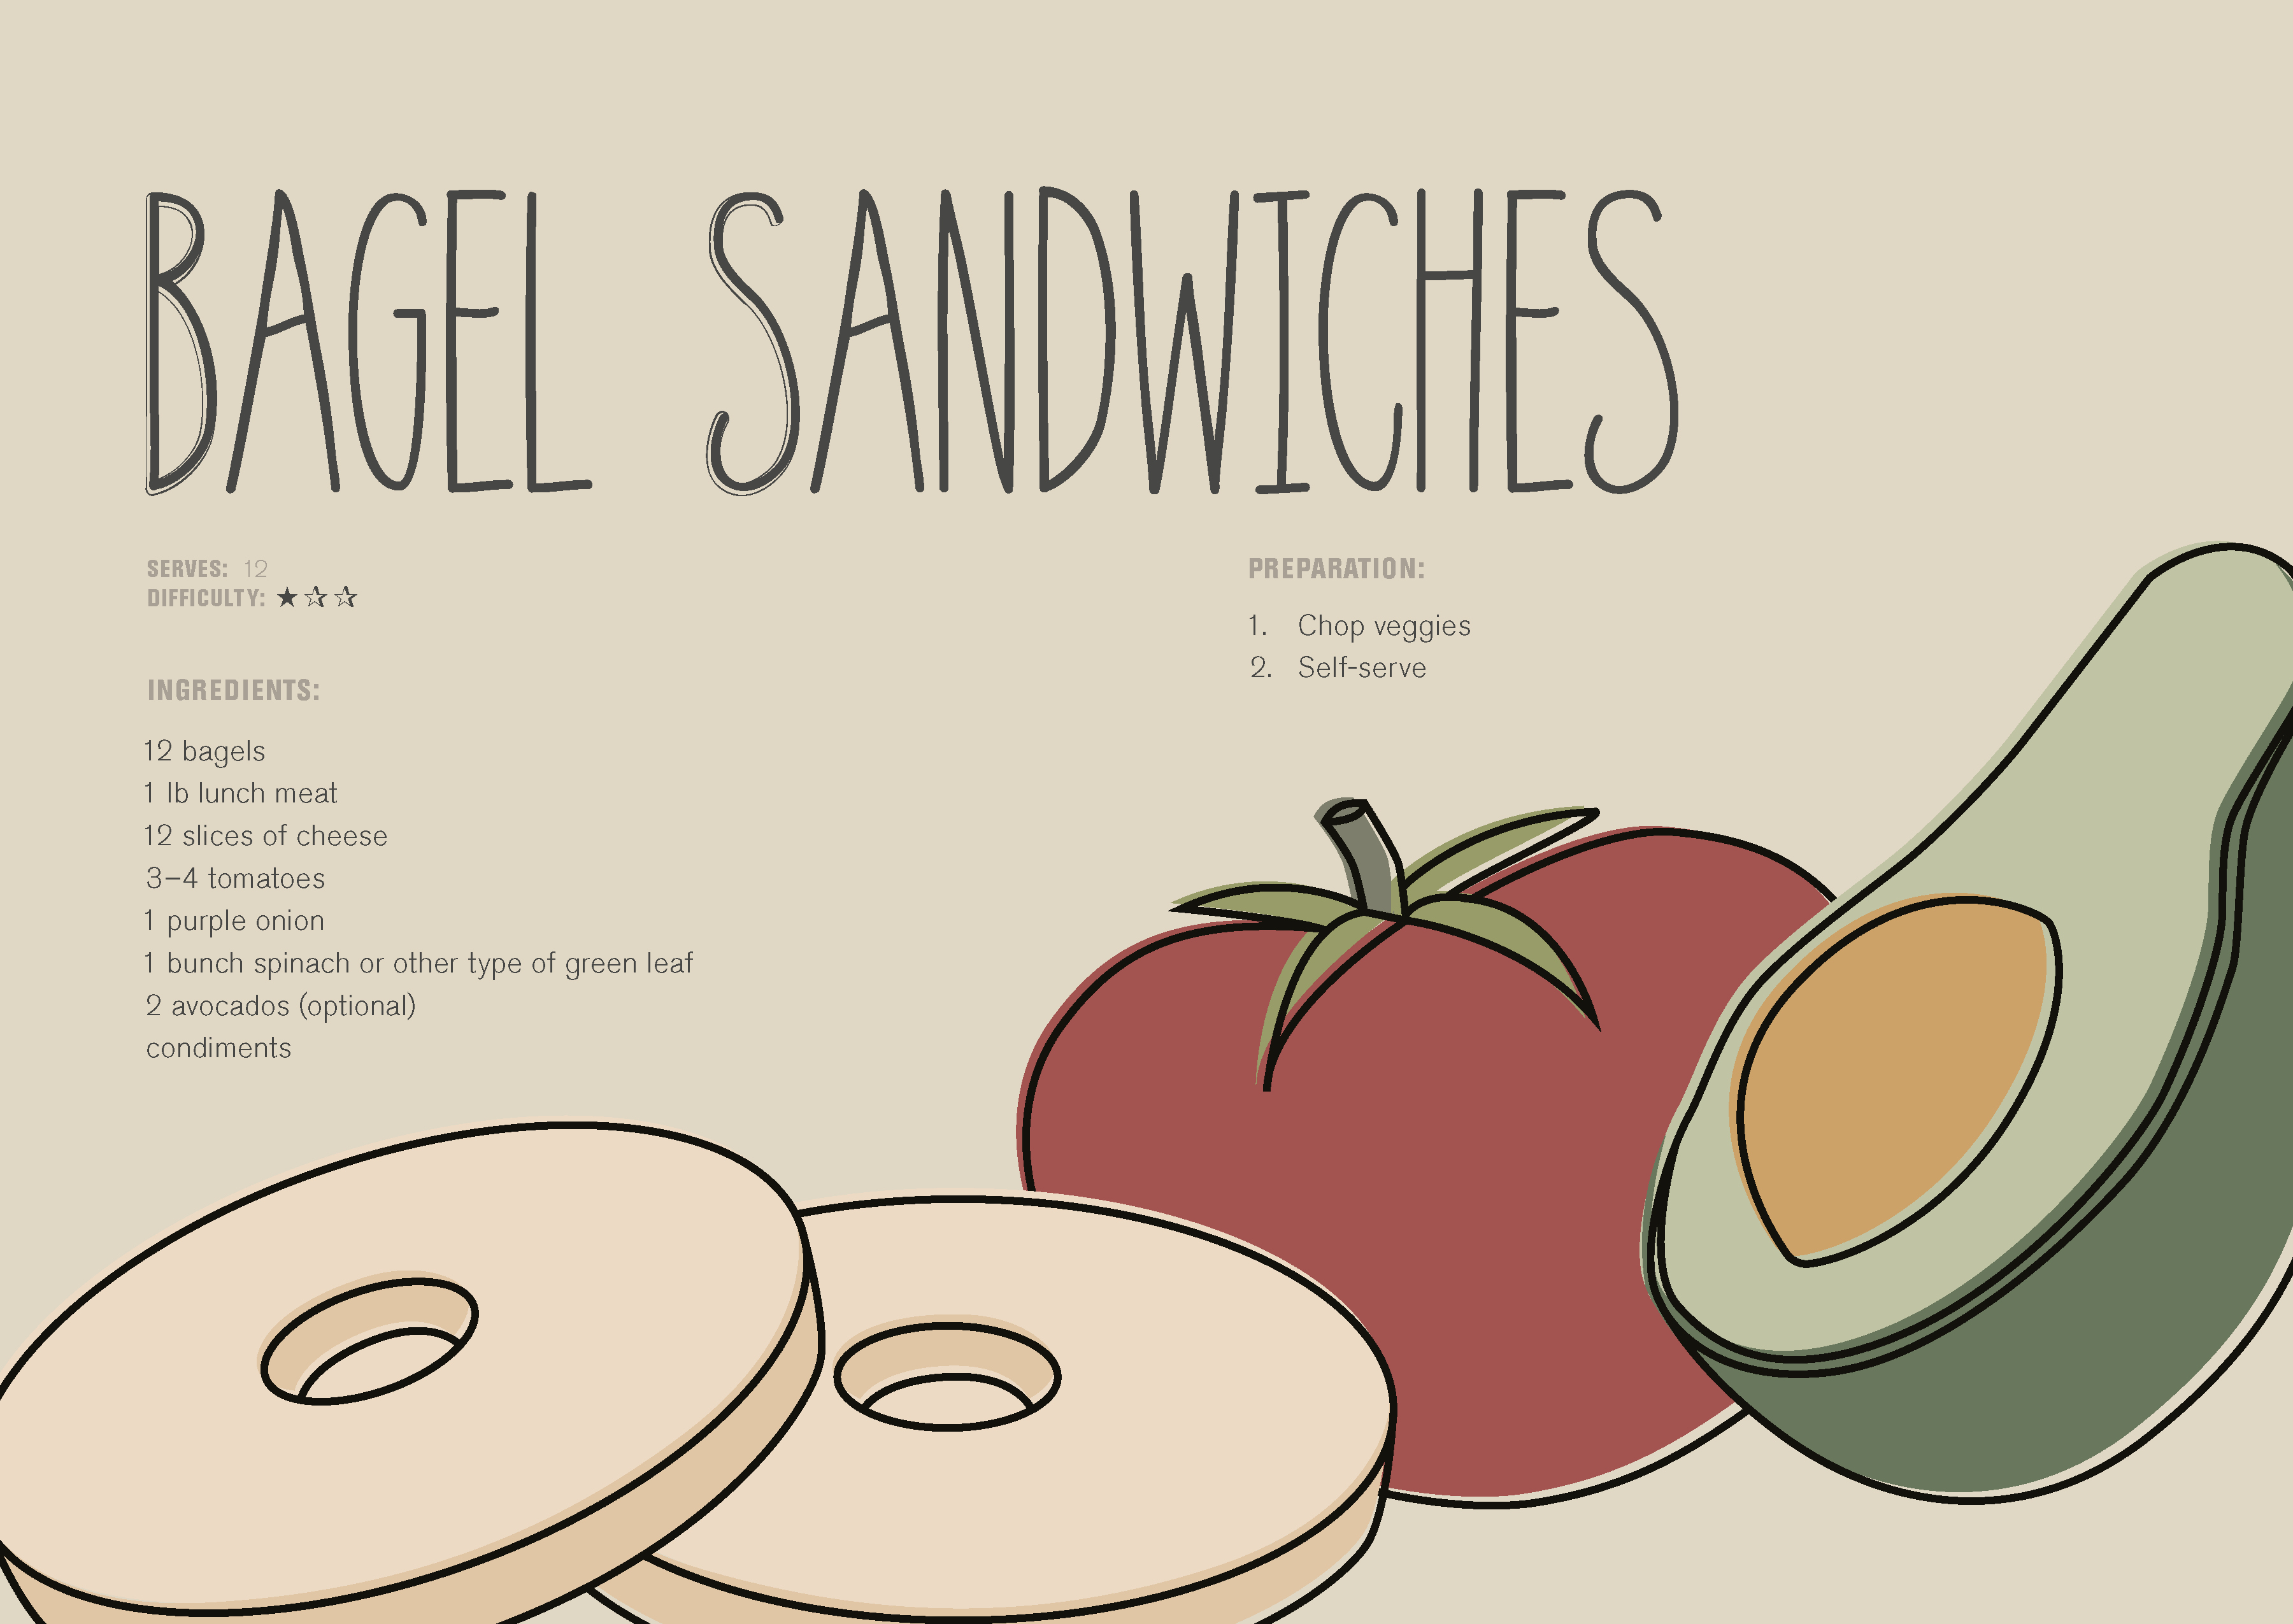 BAGEL SANDWICHES
SERVES: 12
DIFFICULTY: ★☆☆
INGREDIENTS:
12 bagels
1 lb lunch meat
12 slices of cheese
3–4 tomatoes
1 purple onion
1 bunch spinach or other type of green leaf
2 avocados (optional)
condiments
PREPARATION:
1. Chop veggies
2. Self-serve